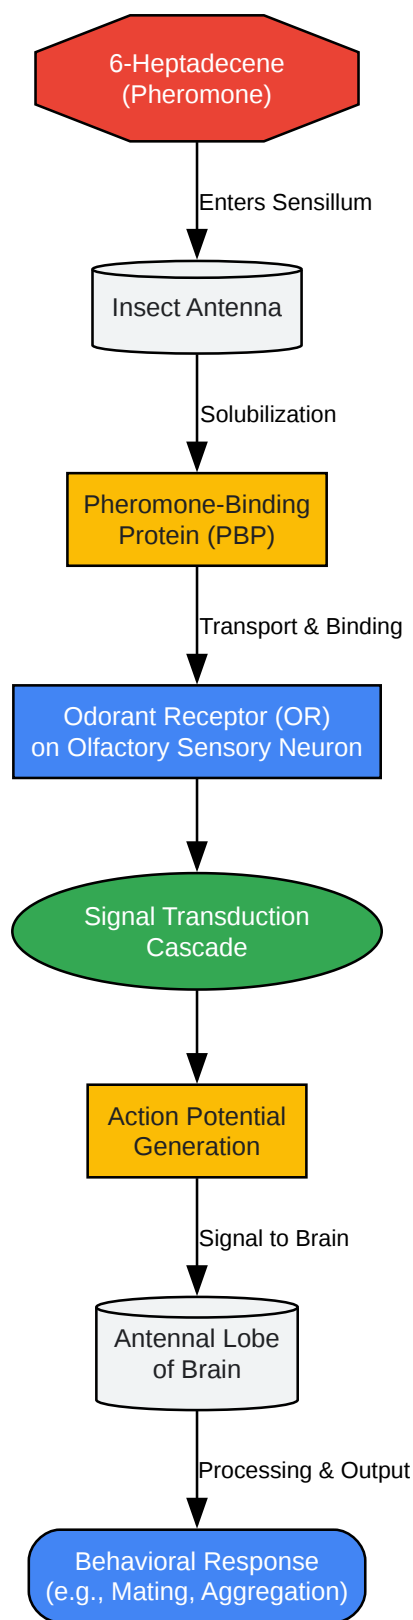 6-Heptadecene
(Pheromone)
Enters Sensillum
Insect Antenna
Solubilization
Pheromone-Binding
Protein (PBP)
Transport & Binding
Odorant Receptor (OR)
on Olfactory Sensory Neuron
Signal Transduction
Cascade
Action Potential
Generation
Signal to Brain
Antennal Lobe
of Brain
Processing & Output
Behavioral Response
(e.g., Mating, Aggregation)